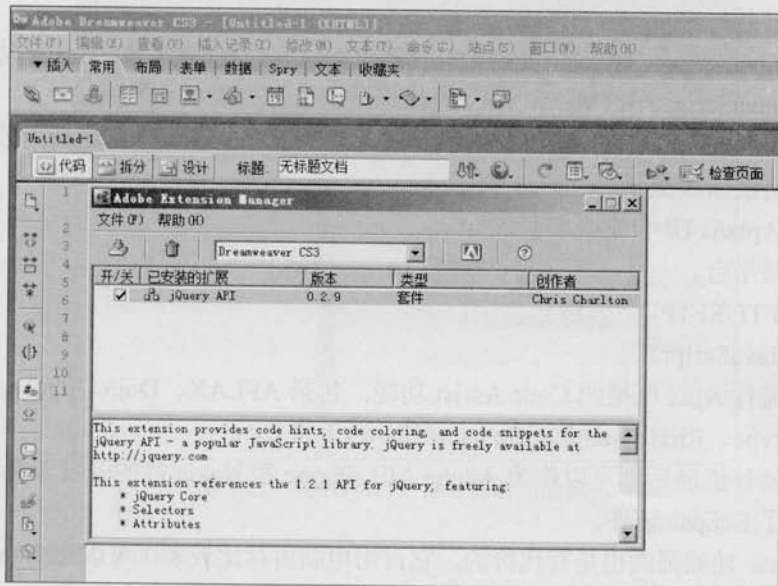 Adobe Dreamweaver CS3 - [Untitled-1 (XHTML)]
文件(F) 编辑(E) 查看(V) 插入记录(I) 修改(M) 文本(T) 命令(C) 站点(S) 窗口(W) 帮助(H)
▼插入 常用 布局 表单 数据 Spry 文本 收藏夹
Untitled-1
代码 拆分 设计 标题 无标题文档 检查页面
1
2
3
4
5
6
7
8
9
10
11
Adobe Extension Manager
文件(F) 帮助(H)
Dreamweaver CS3
开/关 已安装的扩展 版本 类型 创作者
jQuery API 0.2.9 套件 Chris Charlton
This extension provides code hints, code coloring, and code snippets for the
jQuery API - a popular JavaScript library. jQuery is freely available at
http://jquery.com
This extension references the 1.2.1 API for jQuery, featuring:
* jQuery Core
* Selectors
* Attributes